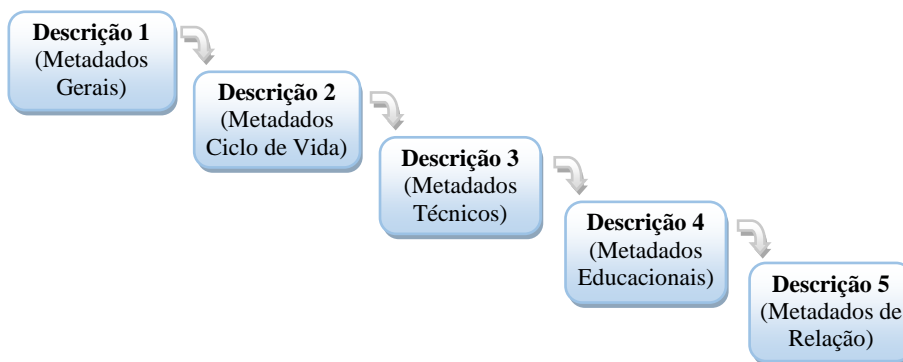 Descrição 1
(Metadados
Gerais)
Descrição 2
(Metadados
Ciclo de Vida)
Descrição 3
(Metadados
Técnicos)
Descrição 4
(Metadados
Educacionais)
Descrição 5
(Metadados de
Relação)